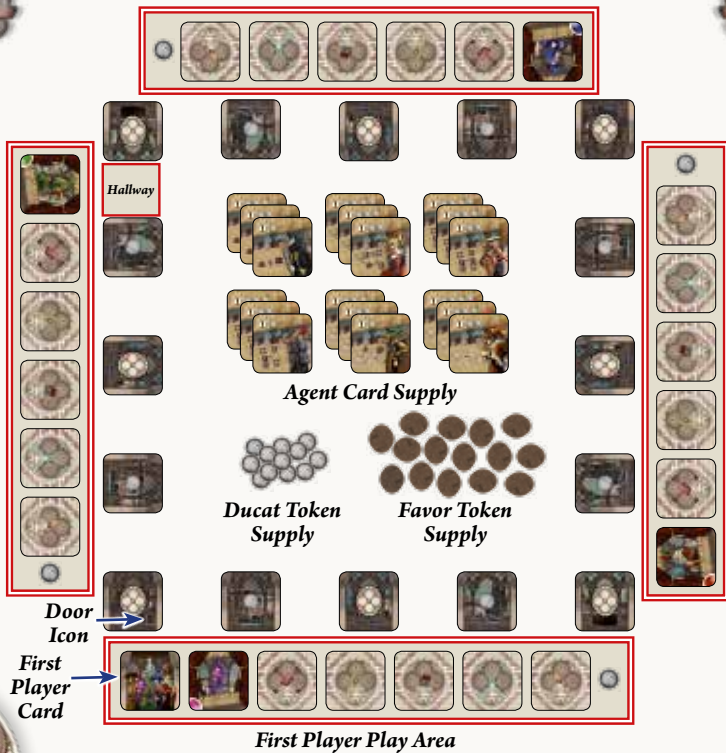 Hallway
Agent Card Supply
Ducat Token
Supply
Favor Token
Supply
Door
Icon
First
Player
Card
First Player Play Area